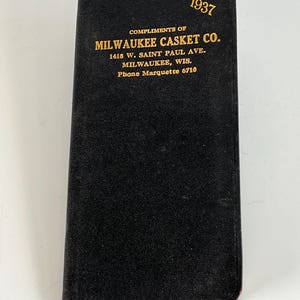 1937
COMPLIMENTS OF
MILWAUKEE CASKET CO.
1418 W. SAINT PAUL AVE.
MILWAUKEE, WIS.
Phone Marquette 6710